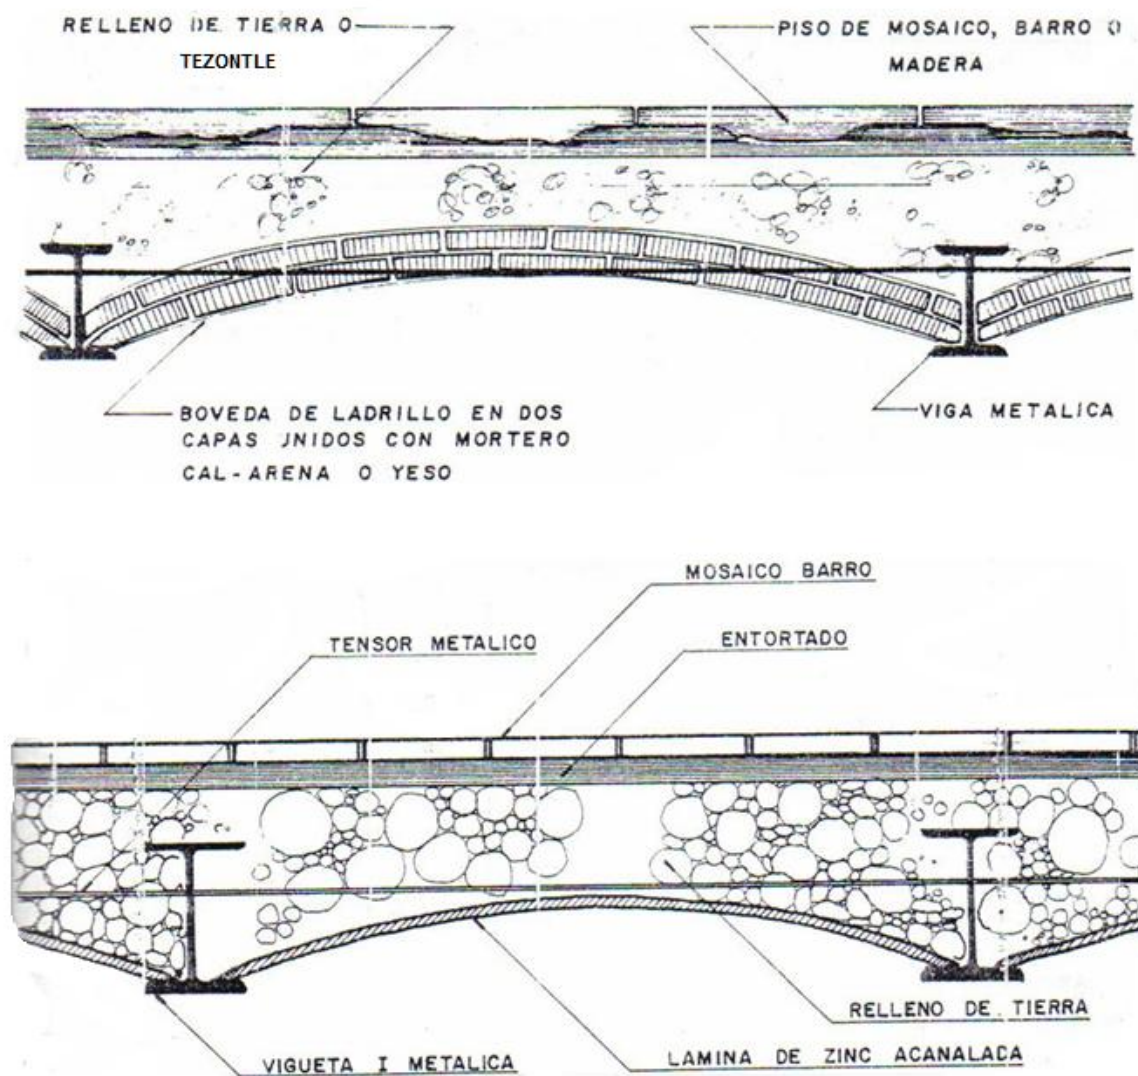 RELLENO DE TIERRA O
TEZONTLE
PISO DE MOSAICO, BARRO O
MADERA
BOVEDA DE LADRILLO EN DOS
CAPAS UNIDOS CON MORTERO
CAL-ARENA O YESO
VIGA METALICA
MOSAICO BARRO
TENSOR METALICO
ENTORTADO
RELLENO DE TIERRA
VIGUETA I METALICA
LAMINA DE ZINC ACANALADA